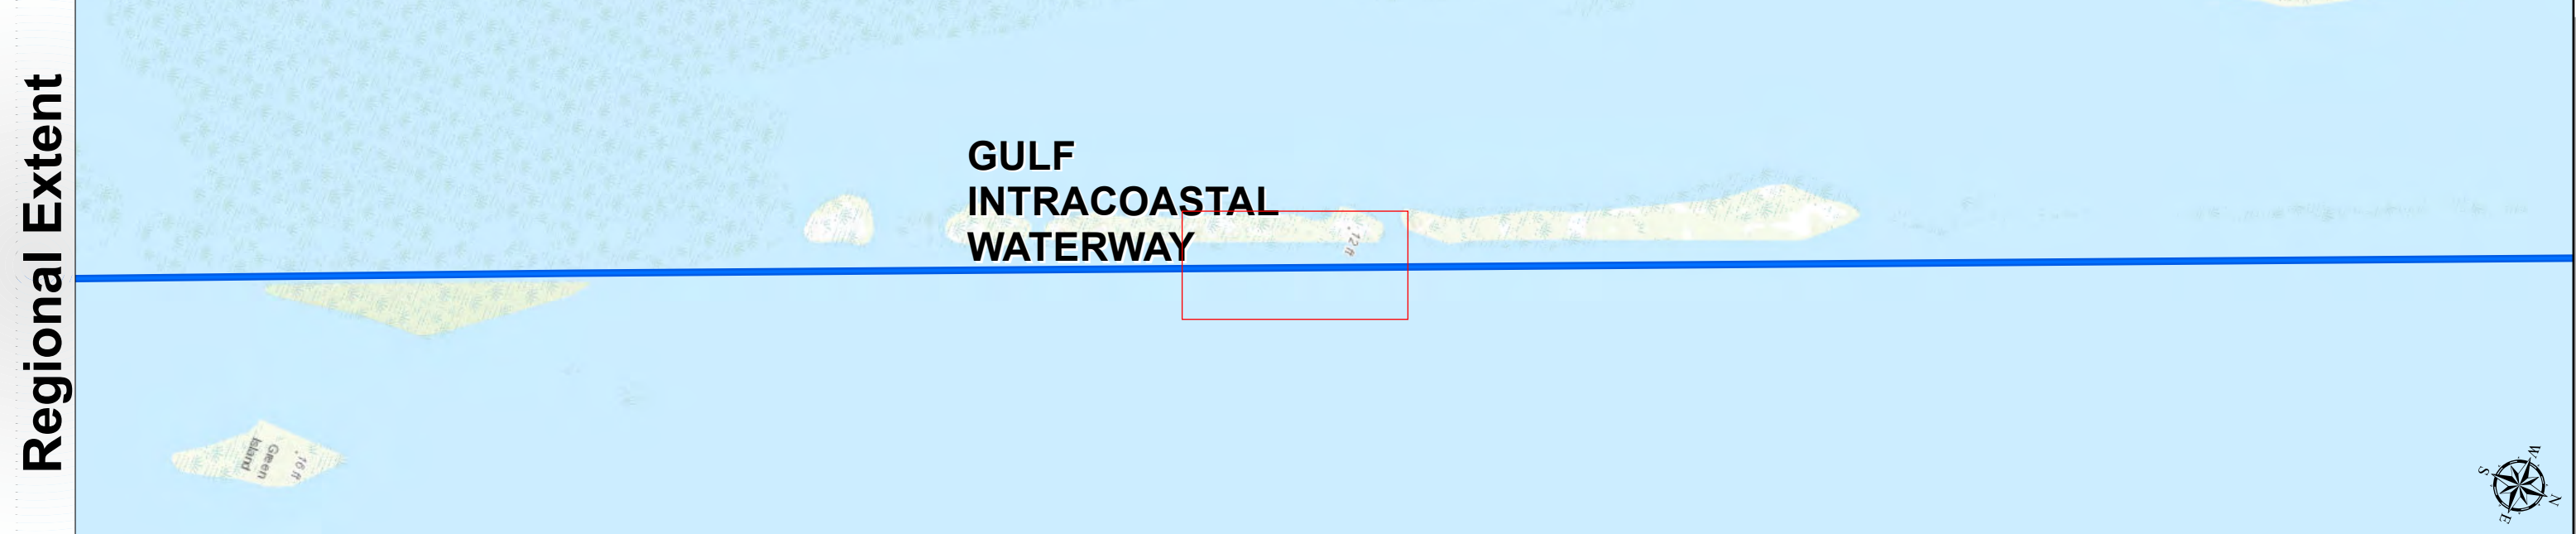 Regional Extent
GULF
INTRACOASTAL
WATERWAY
12 ft
Green
Island
16 ft
W
S
N
E